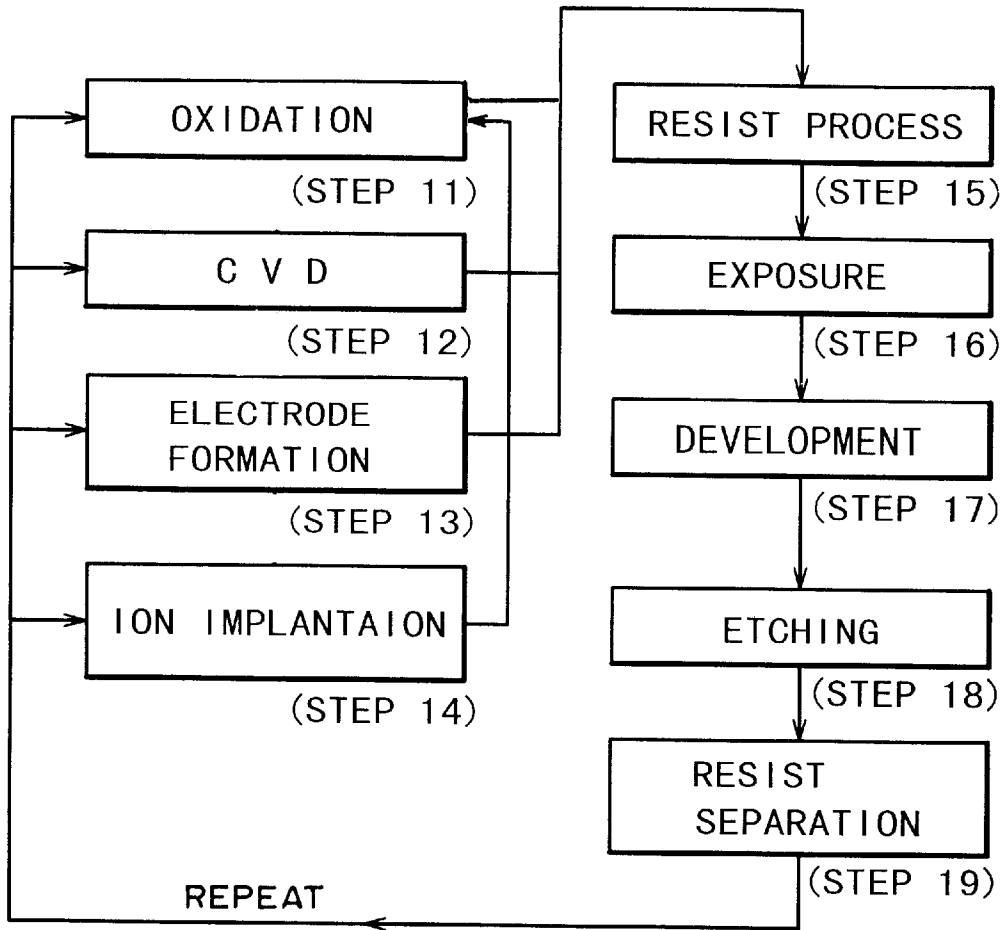 OXIDATION
(STEP 11)
CVD
(STEP 12)
ELECTRODE
FORMATION
(STEP 13)
ION IMPLANTAION
(STEP 14)
RESIST PROCESS
(STEP 15)
EXPOSURE
(STEP 16)
DEVELOPMENT
(STEP 17)
ETCHING
(STEP 18)
RESIST
SEPARATION
(STEP 19)
REPEAT